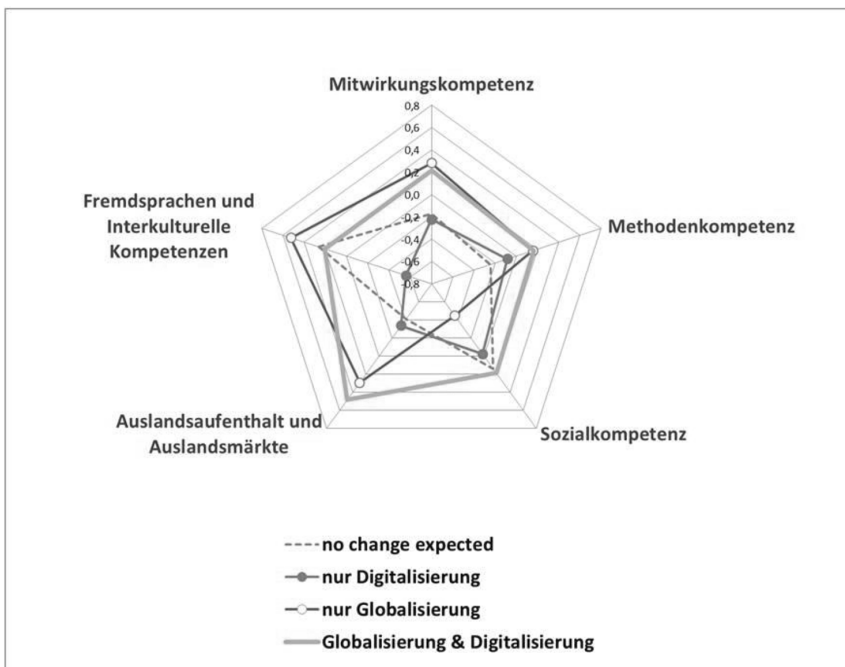 Mitwirkungskompetenz
0,8
0,6
0,4
0,2
0,0
-0,2
-0,4
-0,6
-0,8
Methodenkompetenz
Sozialkompetenz
Auslandsaufenthalt und
Auslandsmärkte
Fremdsprachen und
Interkulturelle
Kompetenzen
no change expected
nur Digitalisierung
nur Globalisierung
Globalisierung & Digitalisierung